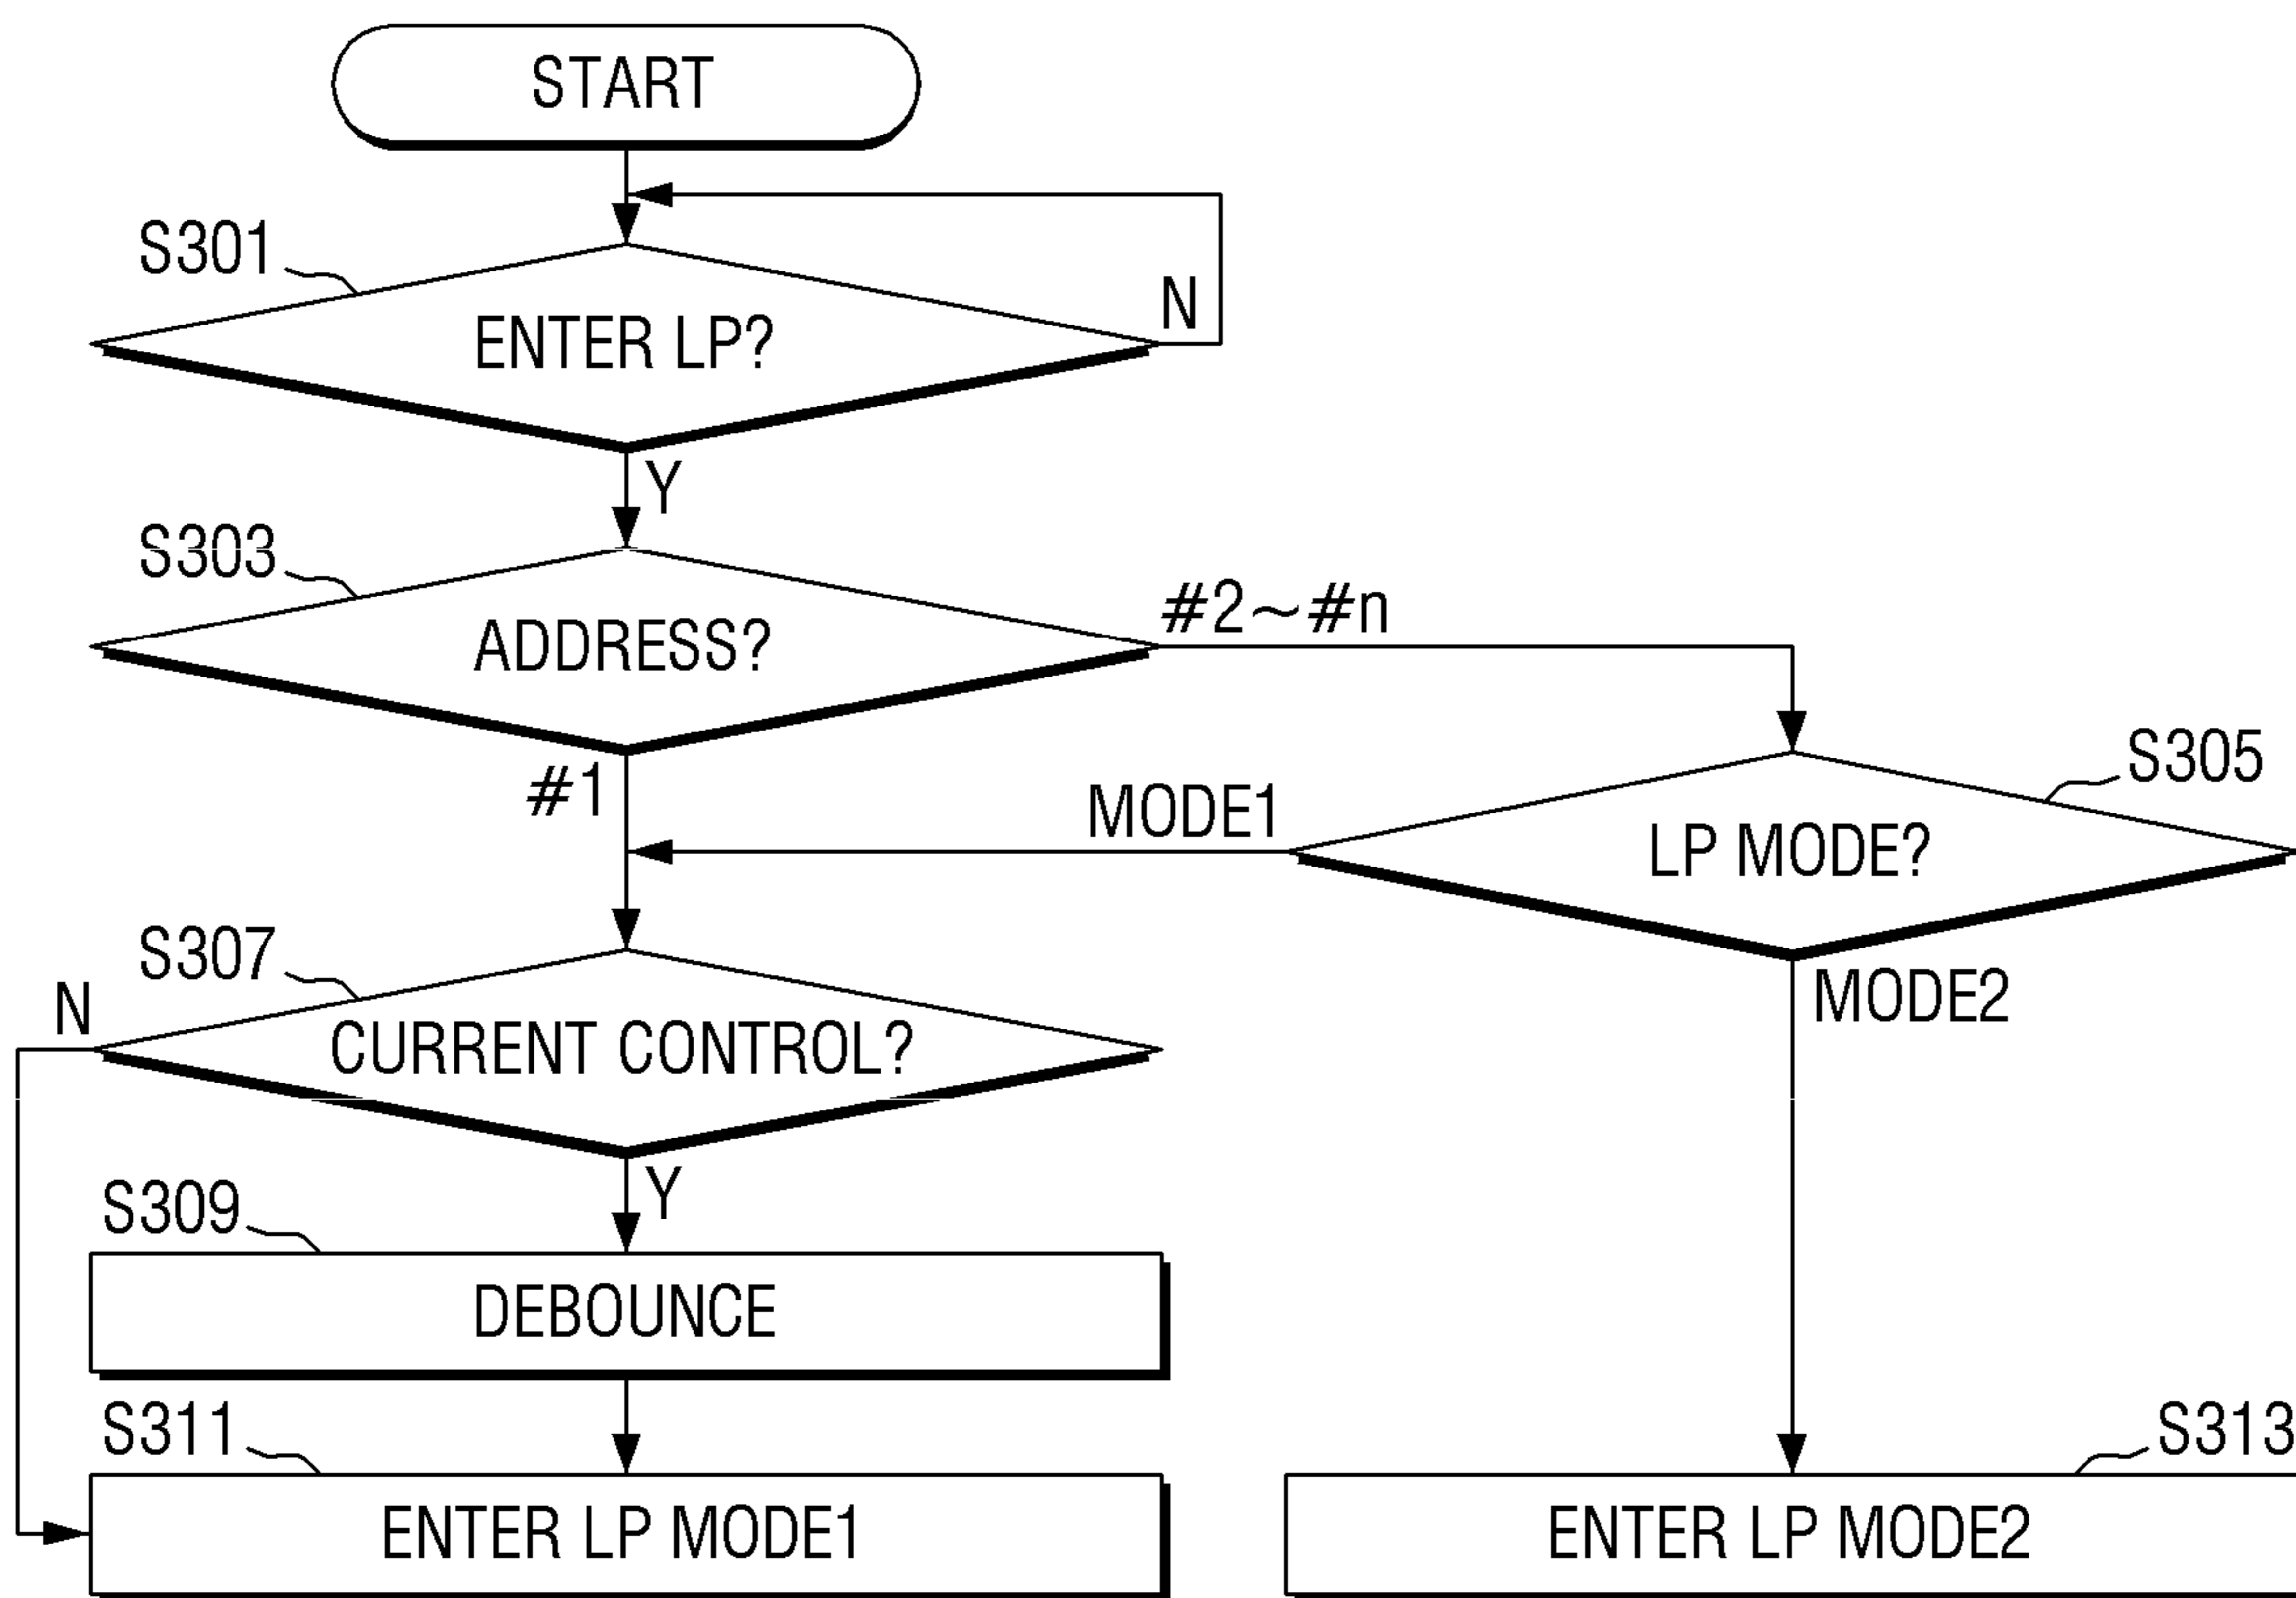 START
S301
ENTER LP?
N
Y
S303
ADDRESS?
#2~#n
#1
MODE1
S305
LP MODE?
MODE2
S307
N
CURRENT CONTROL?
Y
S309
DEBOUNCE
S311
ENTER LP MODE1
S313
ENTER LP MODE2